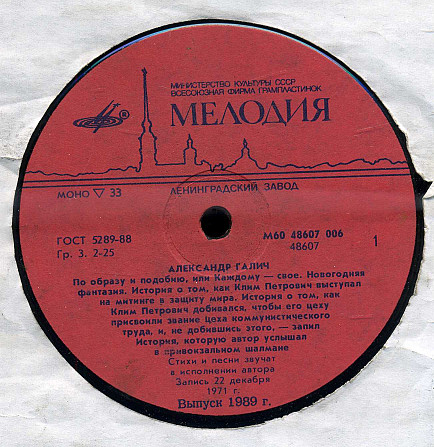 МИНИСТЕРСТВО КУЛЬТУРЫ СССР
ВСЕСОЮЗНАЯ ФИРМА ГРАМПЛАСТИНОК
® МЕЛОДИЯ
МОНО ▽ 33
ЛЕНИНГРАДСКИЙ ЗАВОД
ГОСТ 5289-88
Гр. 3. 2-25
М60 48607 006
48607
1
АЛЕКСАНДР ГАЛИЧ
По образу и подобию, или Каждому — свое. Новогодняя
фантазия. История о том, как Клим Петрович выступал
на митинге в защиту мира. История о том, как
Клим Петрович добивался, чтобы его цеху
присвоили звание цеха коммунистического
труда, и, не добившись этого, — запил
История, которую автор услышал
в привокзальном шалмане
Стихи и песни звучат
в исполнении автора
Запись 22 декабря
1971 г.
Выпуск 1989 г.